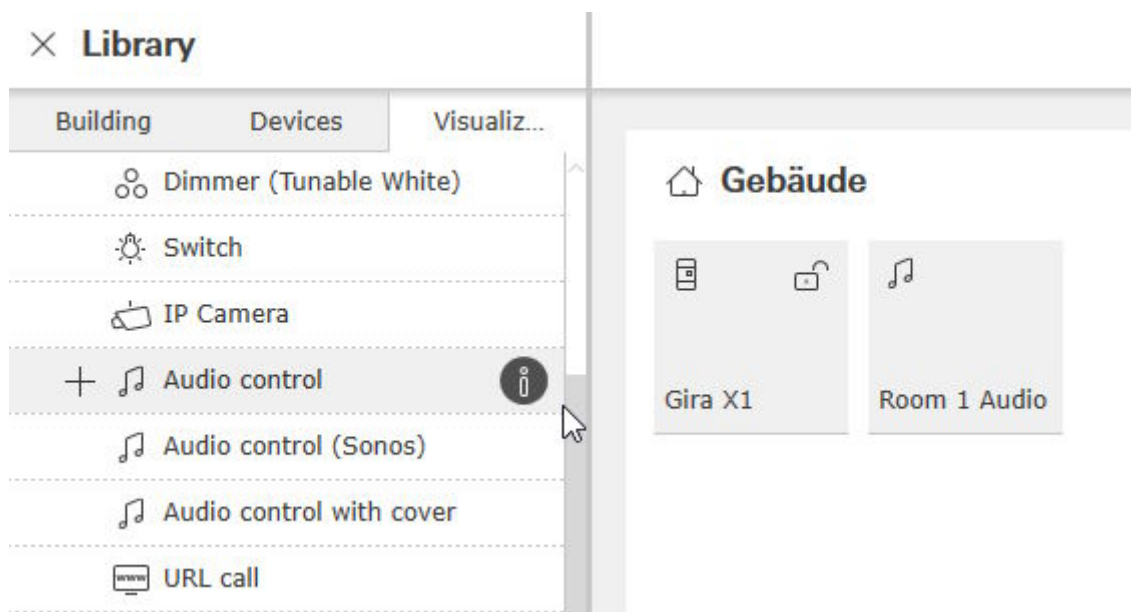 Library
Building Devices Visualiz...
Dimmer (Tunable White)
Switch
IP Camera
Audio control
Audio control (Sonos)
Audio control with cover
www URL call
Gebäude
Gira X1 Room 1 Audio